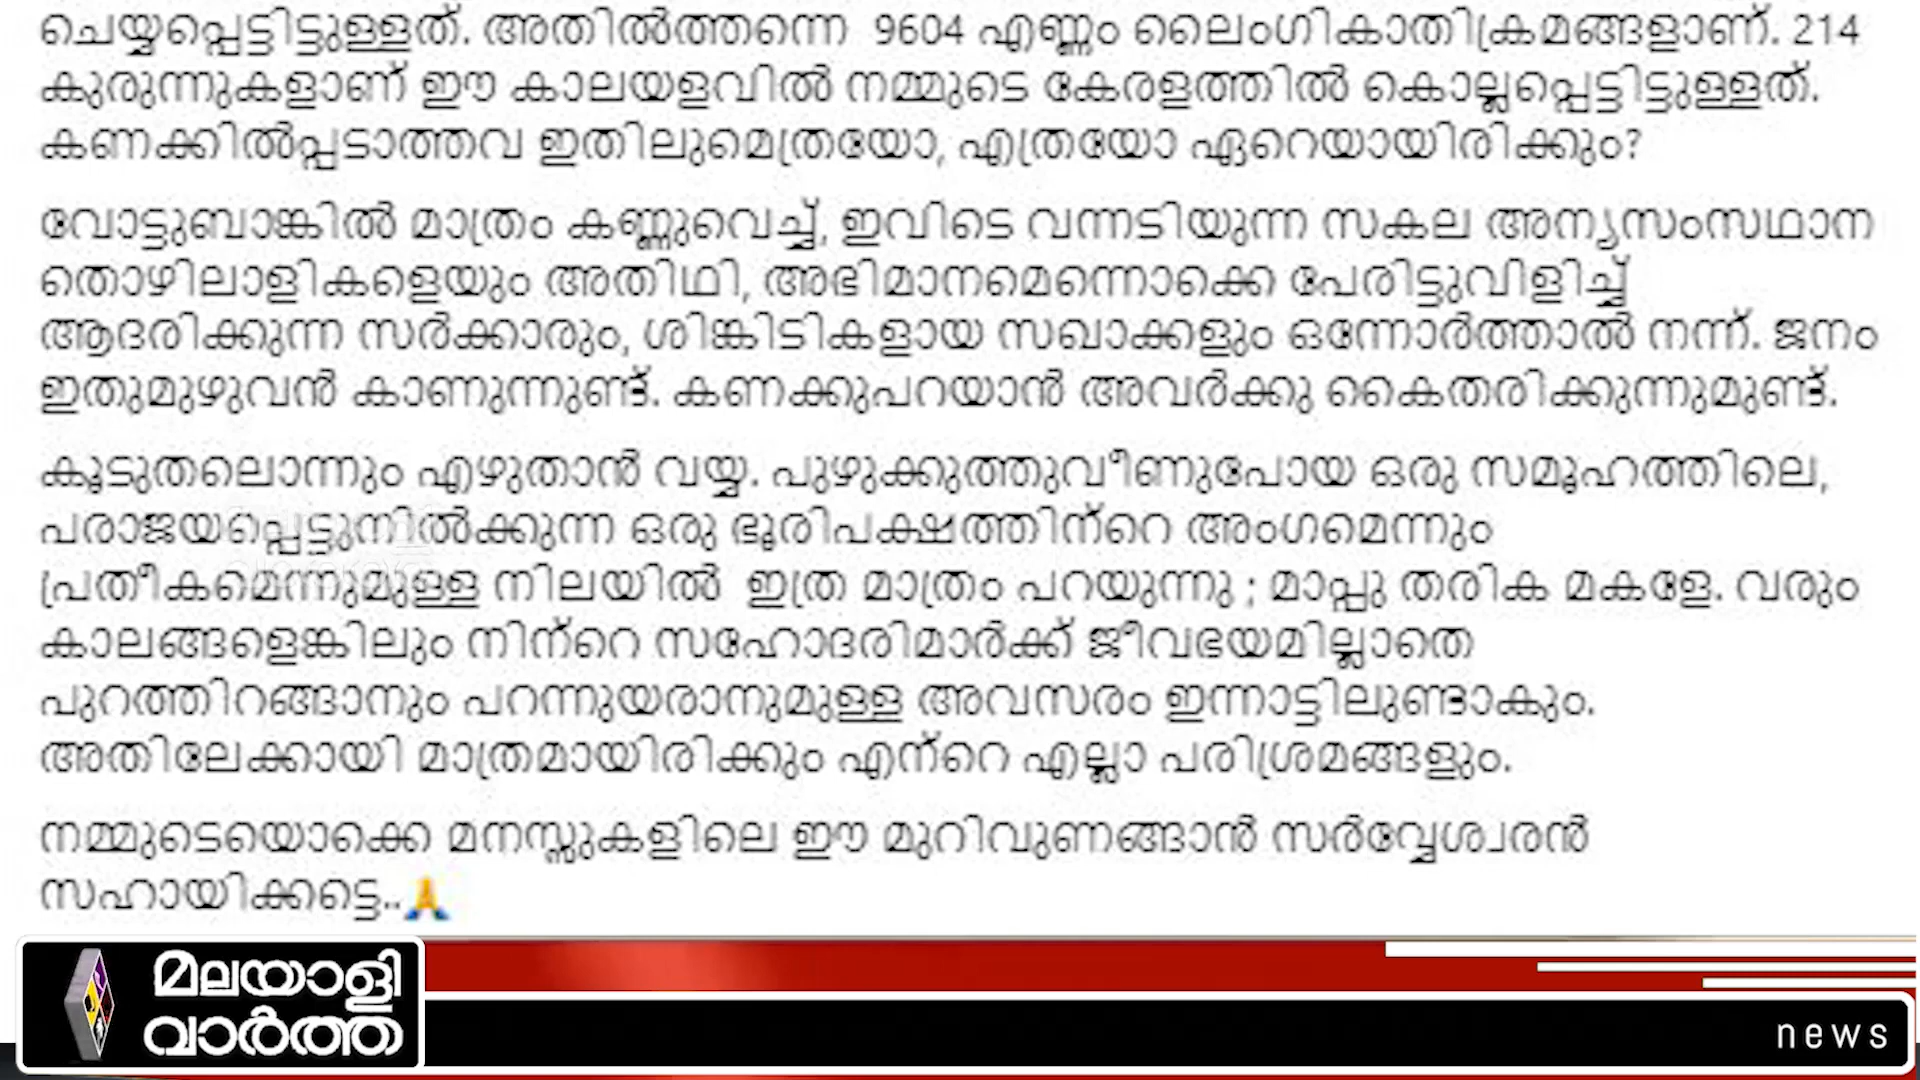 ചെയ്യപ്പെട്ടിട്ടുള്ളത്. അതിൽത്തന്നെ 9604 എണ്ണം ലൈംഗികാതിക്രമങ്ങളാണ്. 214
കുരുന്നുകളാണ് ഈ കാലയളവിൽ നമ്മുടെ കേരളത്തിൽ കൊല്ലപ്പെട്ടിട്ടുള്ളത്.
കണക്കിൽപ്പടാത്തവ ഇതിലുമെത്രയോ, എത്രയോ ഏറെയായിരിക്കും?
വോട്ടുബാങ്കിൽ മാത്രം കണ്ണുവെച്ച്, ഇവിടെ വന്നടിയുന്ന സകല അന്യസംസ്ഥാന
തൊഴിലാളികളെയും അതിഥി, അഭിമാനമെന്നൊക്കെ പേരിട്ടുവിളിച്ച്
ആദരിക്കുന്ന സർക്കാരും, ശിങ്കിടികളായ സഖാക്കളും ഒന്നോർത്താൽ നന്ന്. ജനം
ഇതുമുഴുവൻ കാണുന്നുണ്ട്. കണക്കുപറയാൻ അവർക്കു കൈതരിക്കുന്നുമുണ്ട്.
കൂടുതലൊന്നും എഴുതാൻ വയ്യ. പുഴുക്കുത്തുവീണുപോയ ഒരു സമൂഹത്തിലെ,
പരാജയപ്പെട്ടുനിൽക്കുന്ന ഒരു ഭൂരിപക്ഷത്തിന്റെ അംഗമെന്നും
പ്രതീകമെന്നുമുള്ള നിലയിൽ ഇത്ര മാത്രം പറയുന്നു ; മാപ്പു തരിക മകളേ. വരും
കാലങ്ങളെങ്കിലും നിന്റെ സഹോദരിമാർക്ക് ജീവഭയമില്ലാതെ
പുറത്തിറങ്ങാനും പറന്നുയരാനുമുള്ള അവസരം ഇന്നാട്ടിലുണ്ടാകും.
അതിലേക്കായി മാത്രമായിരിക്കും എന്റെ എല്ലാ പരിശ്രമങ്ങളും.
നമ്മുടെയൊക്കെ മനസ്സുകളിലെ ഈ മുറിവുണങ്ങാൻ സർവ്വേശ്വരൻ
സഹായിക്കട്ടെ..🙏
മലയാളി
വാർത്ത
news